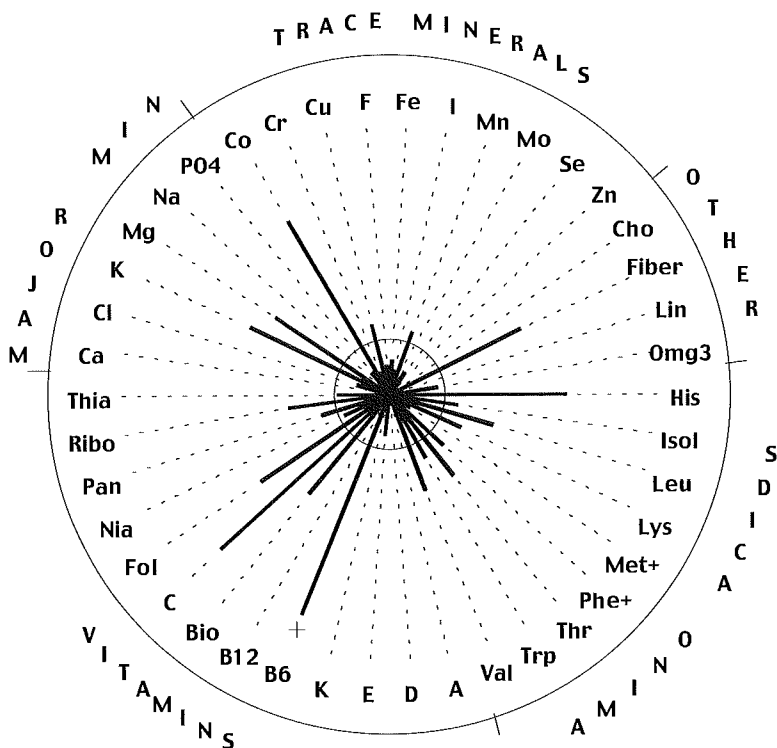 TRACE MINERALS
OTHER
AMINO ACIDS
VITAMINS
MAJOR MIN
Co
Cr
Cu
F
Fe
I
Mn
Mo
Se
Zn
Cho
Fiber
Lin
Omg3
His
Isol
Leu
Lys
Met+
Phe+
Thr
Trp
Val
A
D
E
K
B6
B12
Bio
C
Fol
Nia
Pan
Ribo
Thia
Ca
Cl
K
Mg
Na
PO4
+